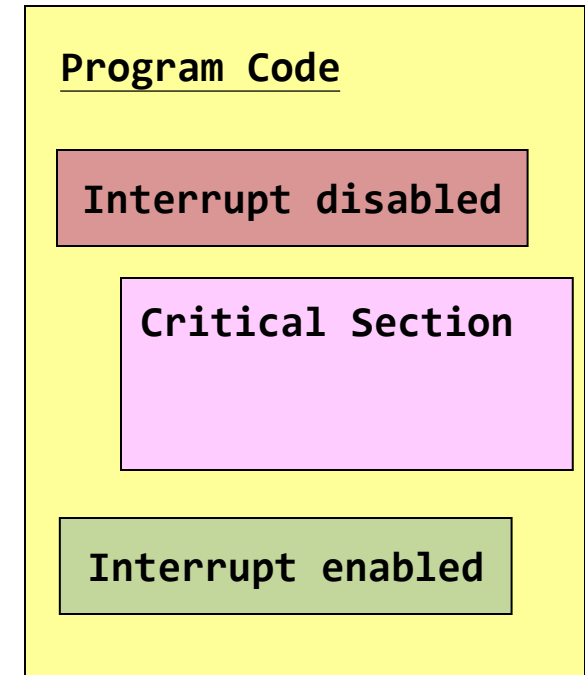 Program Code
Interrupt disabled
Critical Section
Interrupt enabled